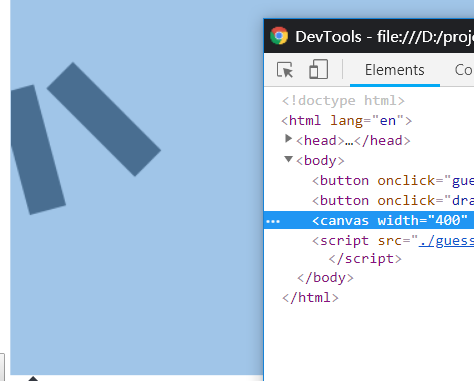 DevTools - file:///D:/proje
Elements Co
<!doctype html>
<html lang="en">
<head>…</head>
<body>
<button onclick="gue
<button onclick="dra
… <canvas width="400"
<script src="./guess
</script>
</body>
</html>